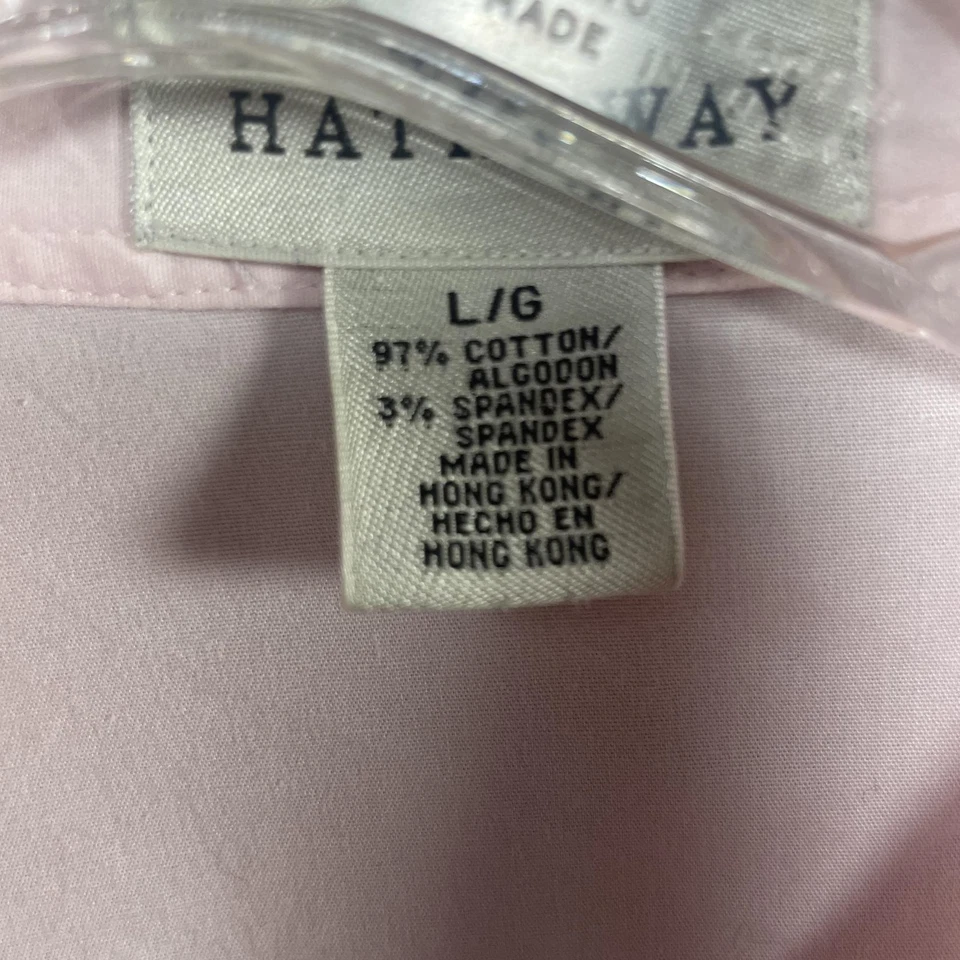 MADE
L/G
97% COTTON/
ALGODON
3% SPANDEX/
SPANDEX
MADE IN
HONG KONG/
HECHO EN
HONG KONG